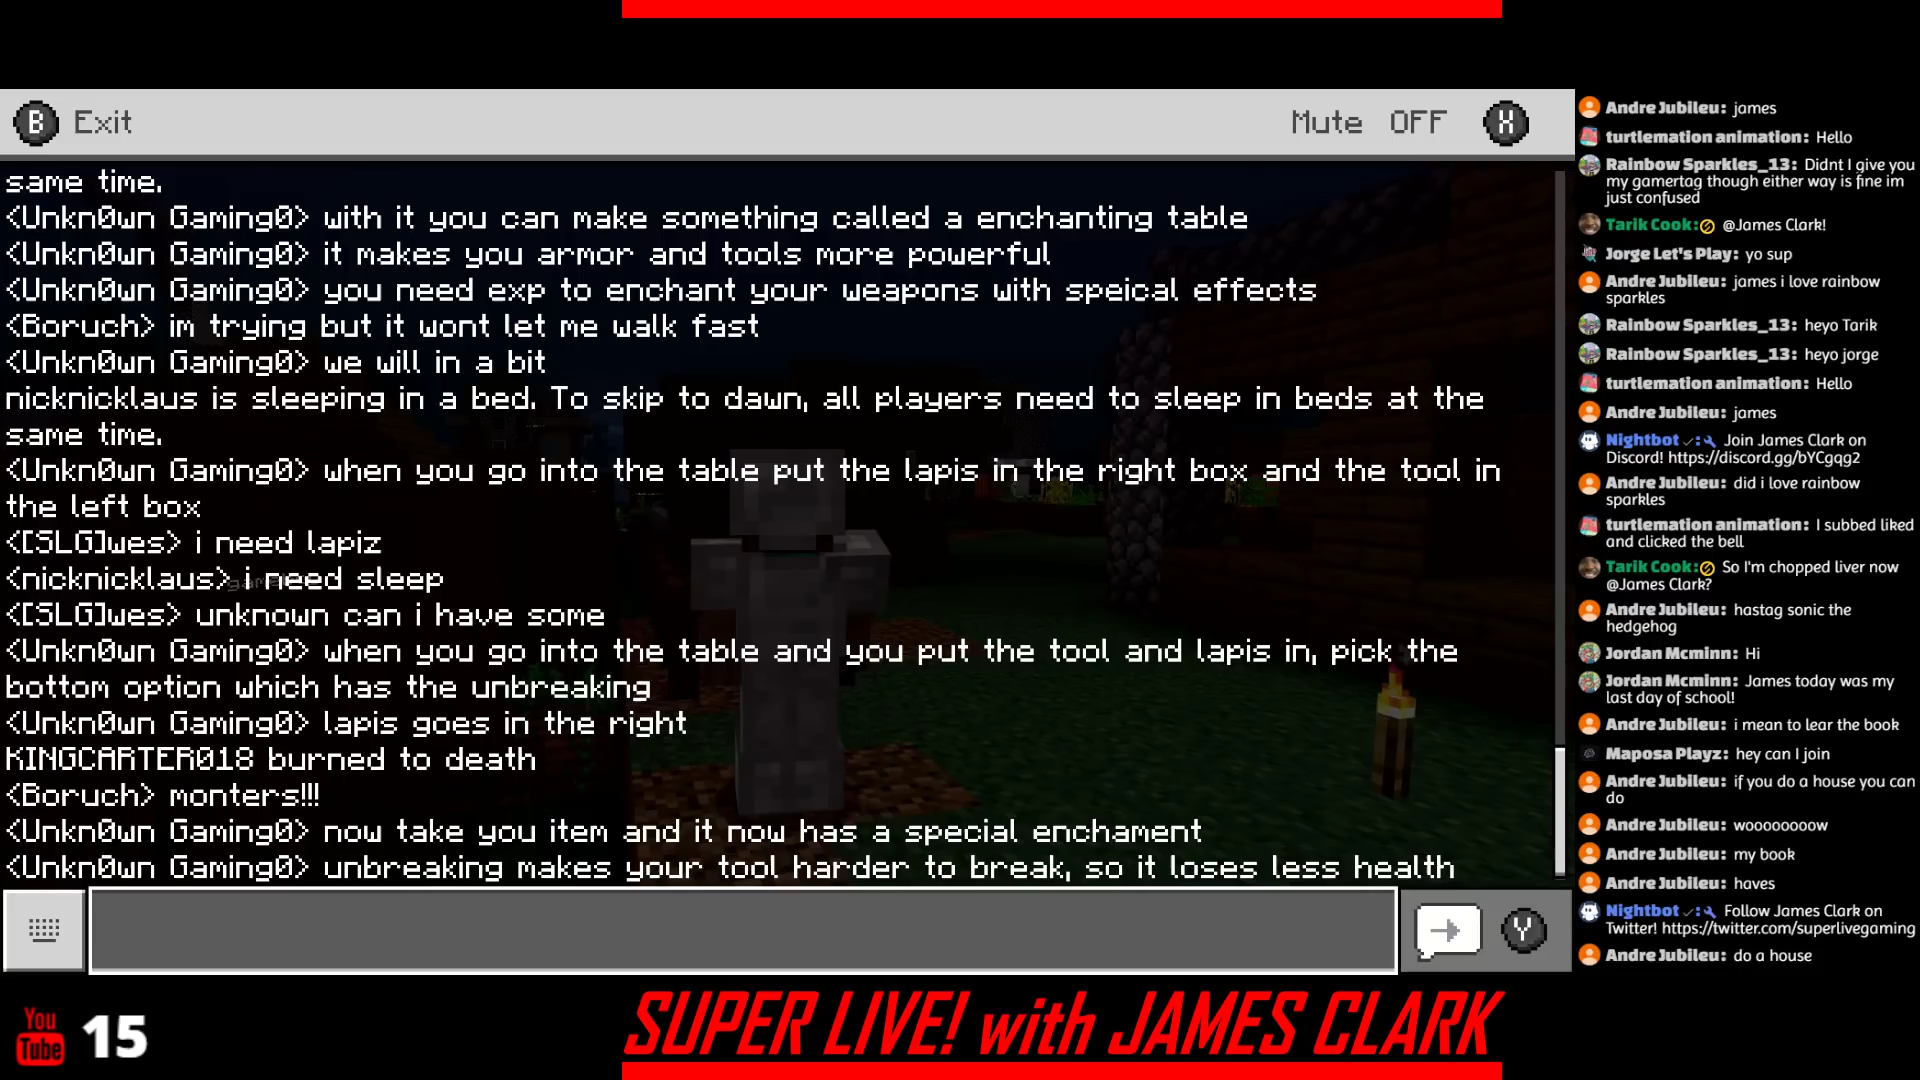 B Exit
Mute OFF X
same time.
<Unkn0wn Gaming0> with it you can make something called a enchanting table
<Unkn0wn Gaming0> it makes you armor and tools more powerful
<Unkn0wn Gaming0> you need exp to enchant your weapons with speical effects
<Boruch> im trying but it wont let me walk fast
<Unkn0wn Gaming0> we will in a bit
nicknicklaus is sleeping in a bed. To skip to dawn, all players need to sleep in beds at the
same time.
<Unkn0wn Gaming0> when you go into the table put the lapis in the right box and the tool in
the left box
<[SLG]wes> i need lapiz
<nicknicklaus> i need sleep
<[SLG]wes> unknown can i have some
<Unkn0wn Gaming0> when you go into the table and you put the tool and lapis in, pick the
bottom option which has the unbreaking
<Unkn0wn Gaming0> lapis goes in the right
KINGCARTER018 burned to death
<Boruch> monters!!!
<Unkn0wn Gaming0> now take you item and it now has a special enchament
<Unkn0wn Gaming0> unbreaking makes your tool harder to break, so it loses less health
Y
Andre Jubileu: james
turtlemation animation: Hello
Rainbow Sparkles_13: Didnt I give you
my gamertag though either way is fine im
just confused
Tarik Cook: @James Clark!
Jorge Let's Play: yo sup
Andre Jubileu: james i love rainbow
sparkles
Rainbow Sparkles_13: heyo Tarik
Rainbow Sparkles_13: heyo jorge
turtlemation animation: Hello
Andre Jubileu: james
Nightbot ✓: Join James Clark on
Discord! https://discord.gg/bYCgqg2
Andre Jubileu: did i love rainbow
sparkles
turtlemation animation: I subbed liked
and clicked the bell
Tarik Cook: So I'm chopped liver now
@James Clark?
Andre Jubileu: hastag sonic the
hedgehog
Jordan Mcminn: Hi
Jordan Mcminn: James today was my
last day of school!
Andre Jubileu: i mean to lear the book
Maposa Playz: hey can I join
Andre Jubileu: if you do a house you can
do
Andre Jubileu: woooooooow
Andre Jubileu: my book
Andre Jubileu: haves
Nightbot ✓: Follow James Clark on
Twitter! https://twitter.com/superlivegaming
Andre Jubileu: do a house
You
Tube 15
SUPER LIVE! with JAMES CLARK